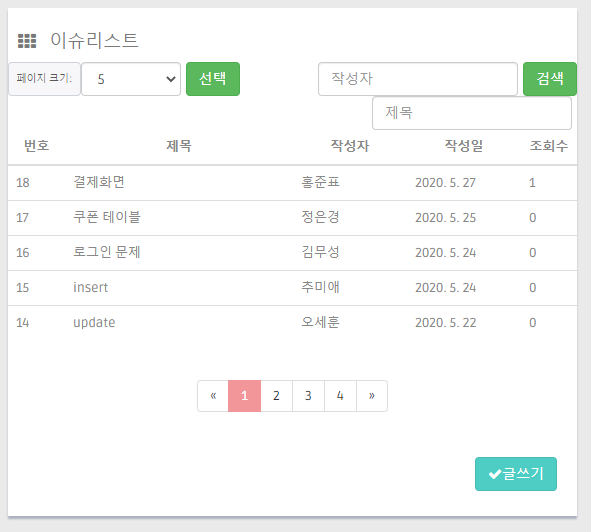 이슈리스트
페이지 크기: 5 선택 작성자 검색
제목
번호 제목 작성자 작성일 조회수
18 결제화면 홍준표 2020. 5. 27 1
17 쿠폰 테이블 정은경 2020. 5. 25 0
16 로그인 문제 김무성 2020. 5. 24 0
15 insert 추미애 2020. 5. 24 0
14 update 오세훈 2020. 5. 22 0
« 1 2 3 4 »
✔글쓰기